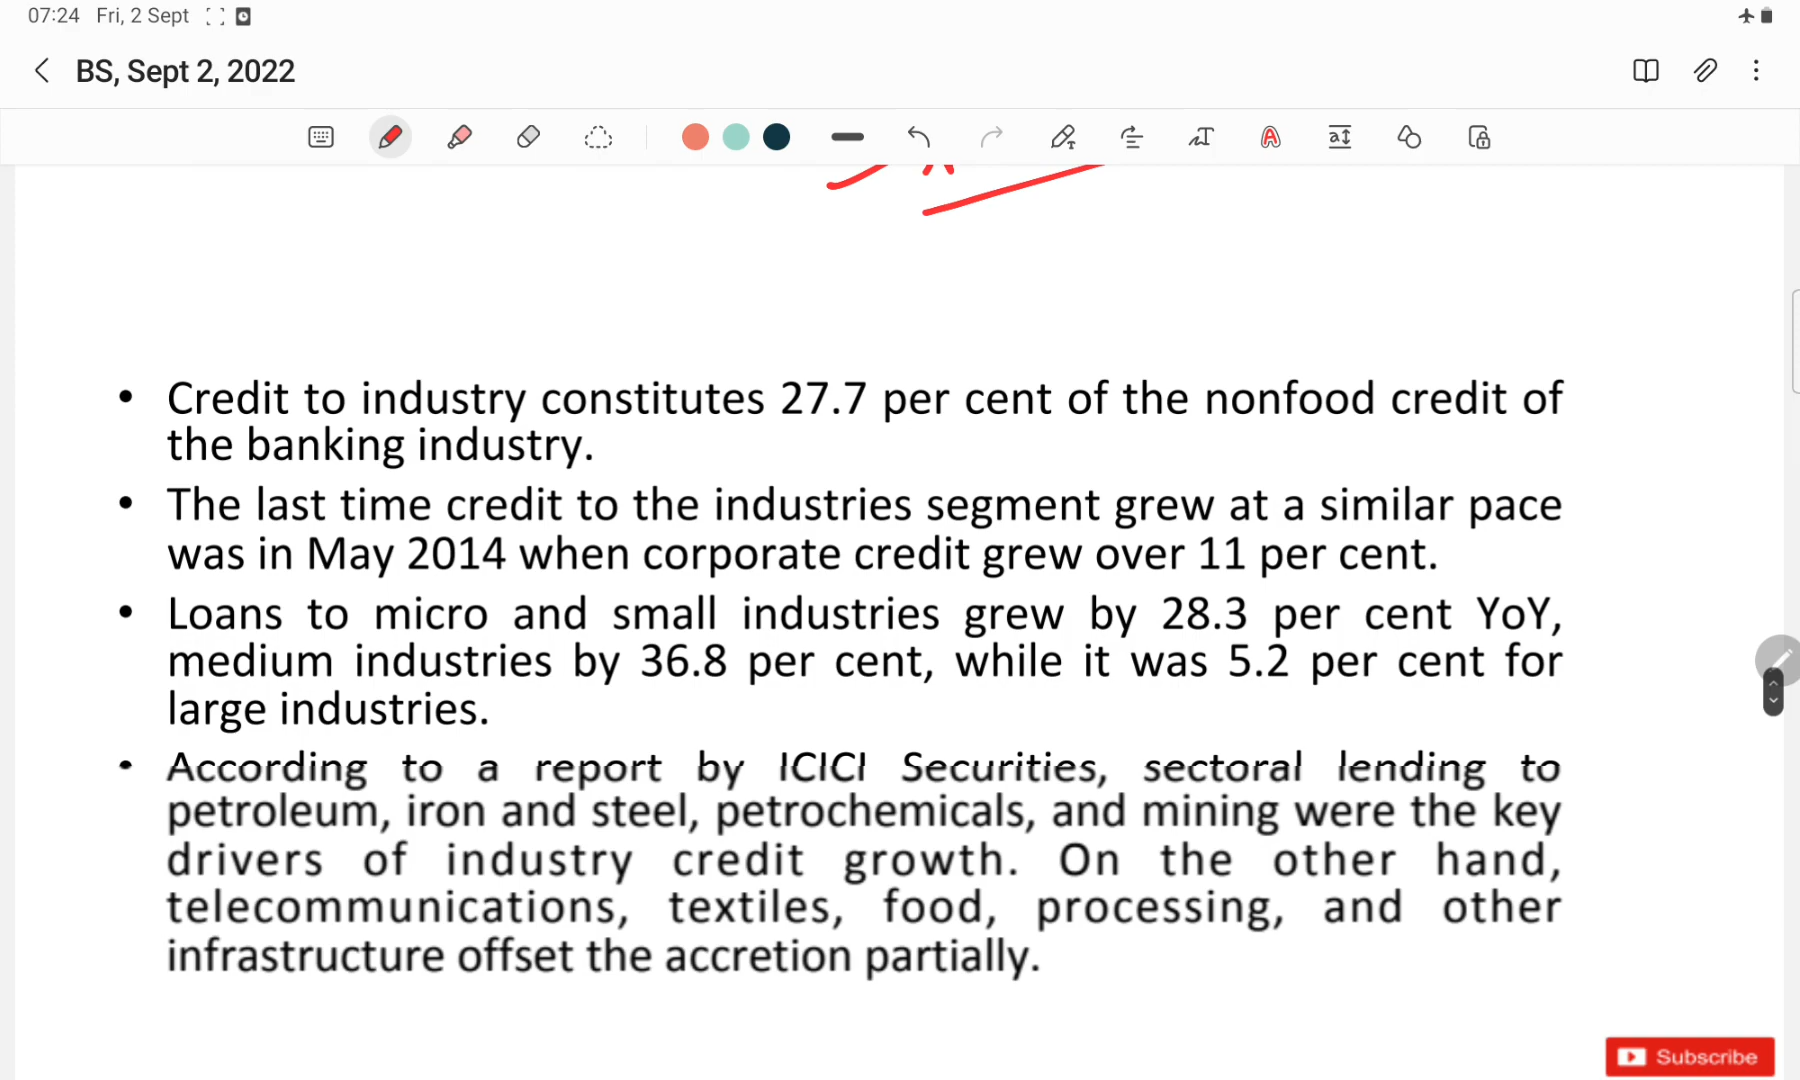 07:24 Fri, 2 Sept
BS, Sept 2, 2022
• Credit to industry constitutes 27.7 per cent of the nonfood credit of
the banking industry.
• The last time credit to the industries segment grew at a similar pace
was in May 2014 when corporate credit grew over 11 per cent.
• Loans to micro and small industries grew by 28.3 per cent YoY,
medium industries by 36.8 per cent, while it was 5.2 per cent for
large industries.
• According to a report by ICICI Securities, sectoral lending to
petroleum, iron and steel, petrochemicals, and mining were the key
drivers of industry credit growth. On the other hand,
telecommunications, textiles, food, processing, and other
infrastructure offset the accretion partially.
Subscribe